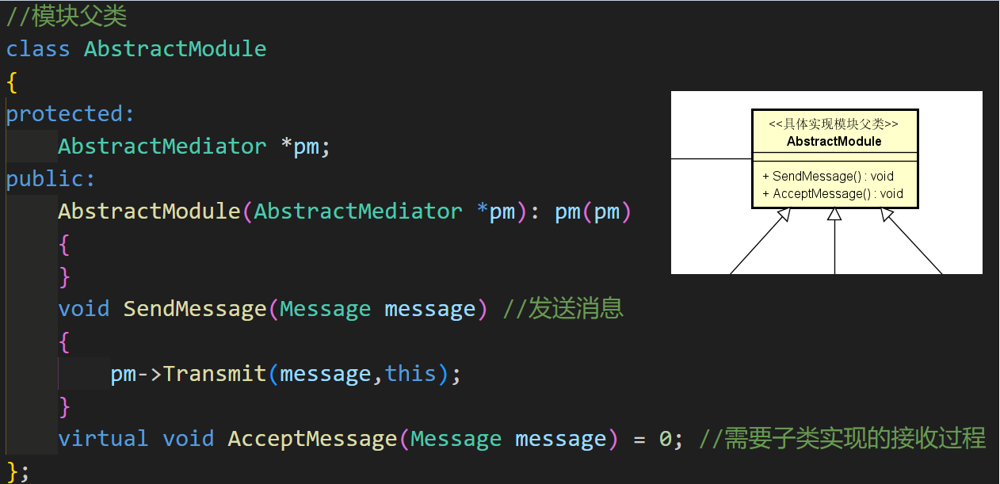 //模块父类
class AbstractModule
{
protected:
    AbstractMediator *pm;
public:
    AbstractModule(AbstractMediator *pm): pm(pm)
    {
    }
    void SendMessage(Message message) //发送消息
    {
        pm->Transmit(message,this);
    }
    virtual void AcceptMessage(Message message) = 0; //需要子类实现的接收过程
};
<<具体实现模块父类>>
AbstractModule
+ SendMessage() : void
+ AcceptMessage() : void